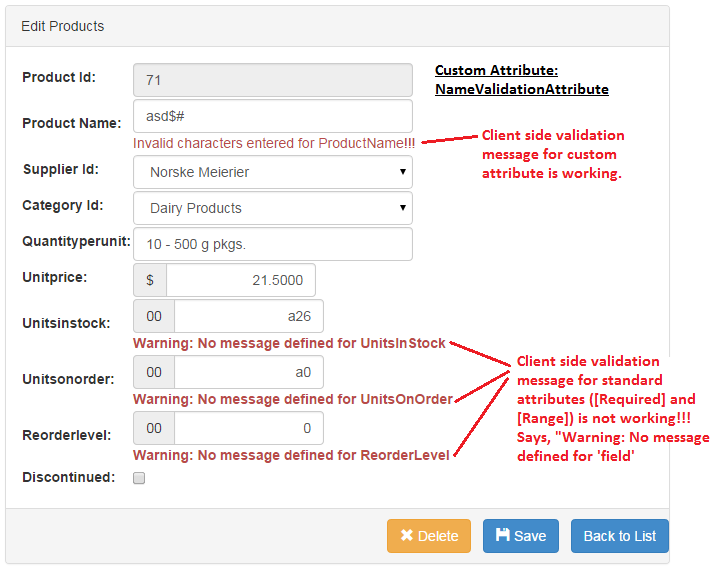 Edit Products
Product Id:
71
Custom Attribute:
NameValidationAttribute
Product Name:
asd$#
Invalid characters entered for ProductName!!!
Client side validation
message for custom
attribute is working.
Supplier Id:
Norske Meierier
Category Id:
Dairy Products
Quantityperunit:
10 - 500 g pkgs.
Unitprice:
$
21.5000
Unitsinstock:
00
a26
Warning: No message defined for UnitsInStock
Unitsonorder:
00
a0
Warning: No message defined for UnitsOnOrder
Client side validation
message for standard
attributes ([Required] and
[Range]) is not working!!!
Says, "Warning: No message
defined for 'field'
Reorderlevel:
00
0
Warning: No message defined for ReorderLevel
Discontinued:
Delete
Save
Back to List